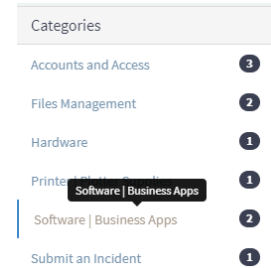 Categories
Accounts and Access 3
Files Management 2
Hardware 1
Printer 1
Software | Business Apps
Software | Business Apps 2
Submit an Incident 1